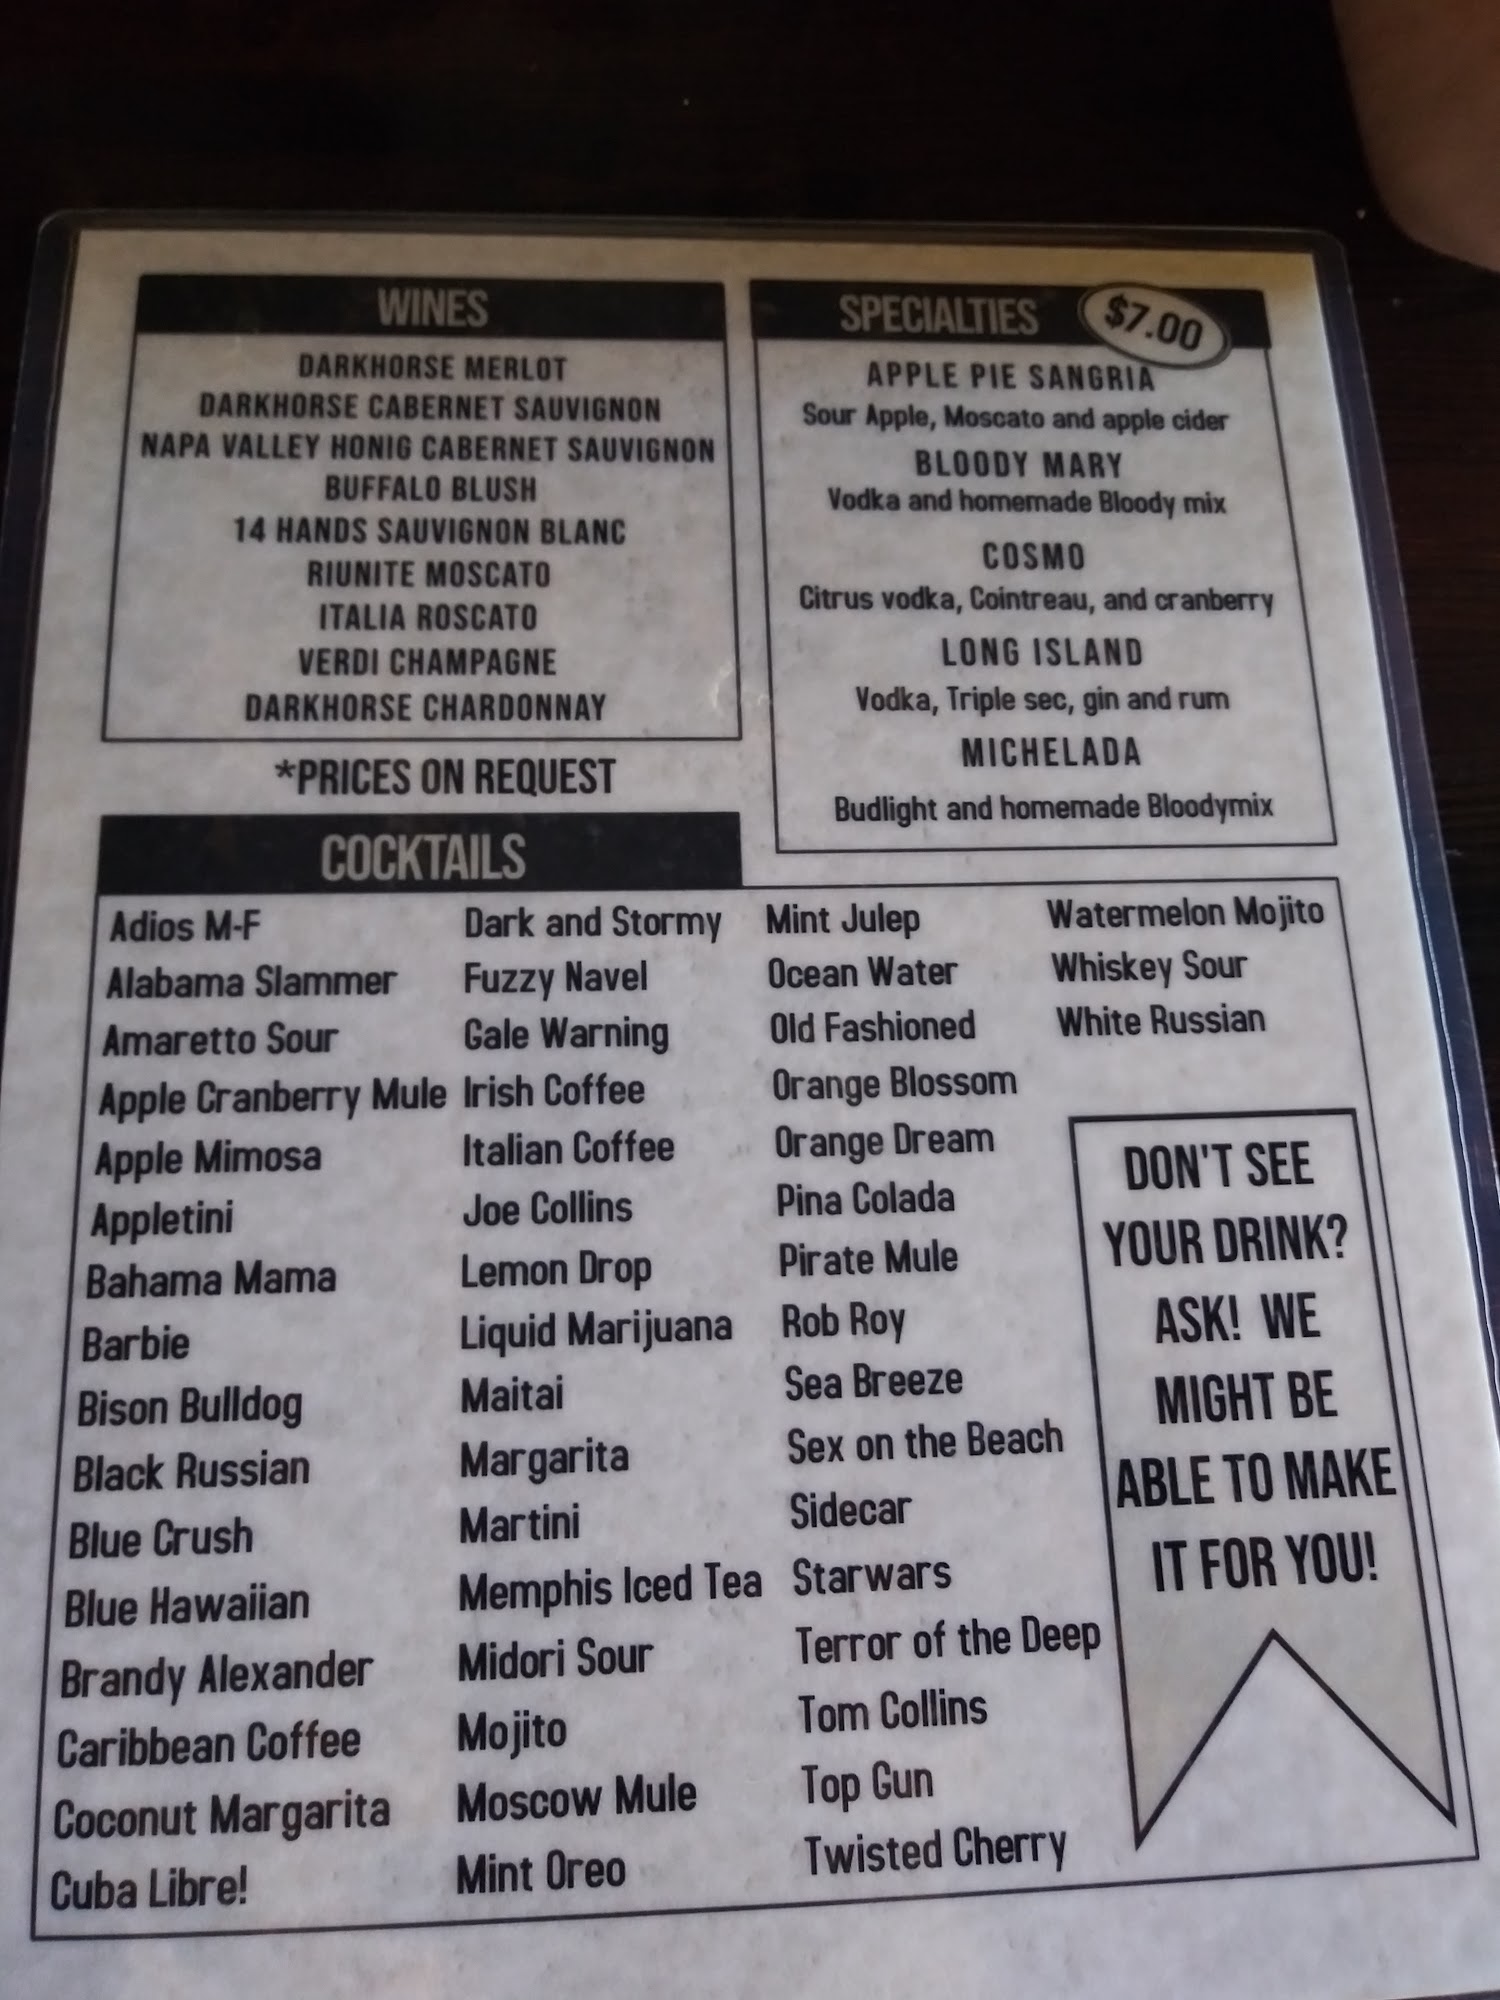 WINES
DARKHORSE MERLOT
DARKHORSE CABERNET SAUVIGNON
NAPA VALLEY HONIG CABERNET SAUVIGNON
BUFFALO BLUSH
14 HANDS SAUVIGNON BLANC
RIUNITE MOSCATO
ITALIA ROSCATO
VERDI CHAMPAGNE
DARKHORSE CHARDONNAY
*PRICES ON REQUEST
SPECIALTIES
$7.00
APPLE PIE SANGRIA
Sour Apple, Moscato and apple cider
BLOODY MARY
Vodka and homemade Bloody mix
COSMO
Citrus vodka, Cointreau, and cranberry
LONG ISLAND
Vodka, Triple sec, gin and rum
MICHELADA
Budlight and homemade Bloodymix
COCKTAILS
Adios M-F
Alabama Slammer
Amaretto Sour
Apple Cranberry Mule
Apple Mimosa
Appletini
Bahama Mama
Barbie
Bison Bulldog
Black Russian
Blue Crush
Blue Hawaiian
Brandy Alexander
Caribbean Coffee
Coconut Margarita
Cuba Libre!
Dark and Stormy
Fuzzy Navel
Gale Warning
Irish Coffee
Italian Coffee
Joe Collins
Lemon Drop
Liquid Marijuana
Maitai
Margarita
Martini
Memphis Iced Tea
Midori Sour
Mojito
Moscow Mule
Mint Oreo
Mint Julep
Ocean Water
Old Fashioned
Orange Blossom
Orange Dream
Pina Colada
Pirate Mule
Rob Roy
Sea Breeze
Sex on the Beach
Sidecar
Starwars
Terror of the Deep
Tom Collins
Top Gun
Twisted Cherry
Watermelon Mojito
Whiskey Sour
White Russian
DON'T SEE
YOUR DRINK?
ASK! WE
MIGHT BE
ABLE TO MAKE
IT FOR YOU!